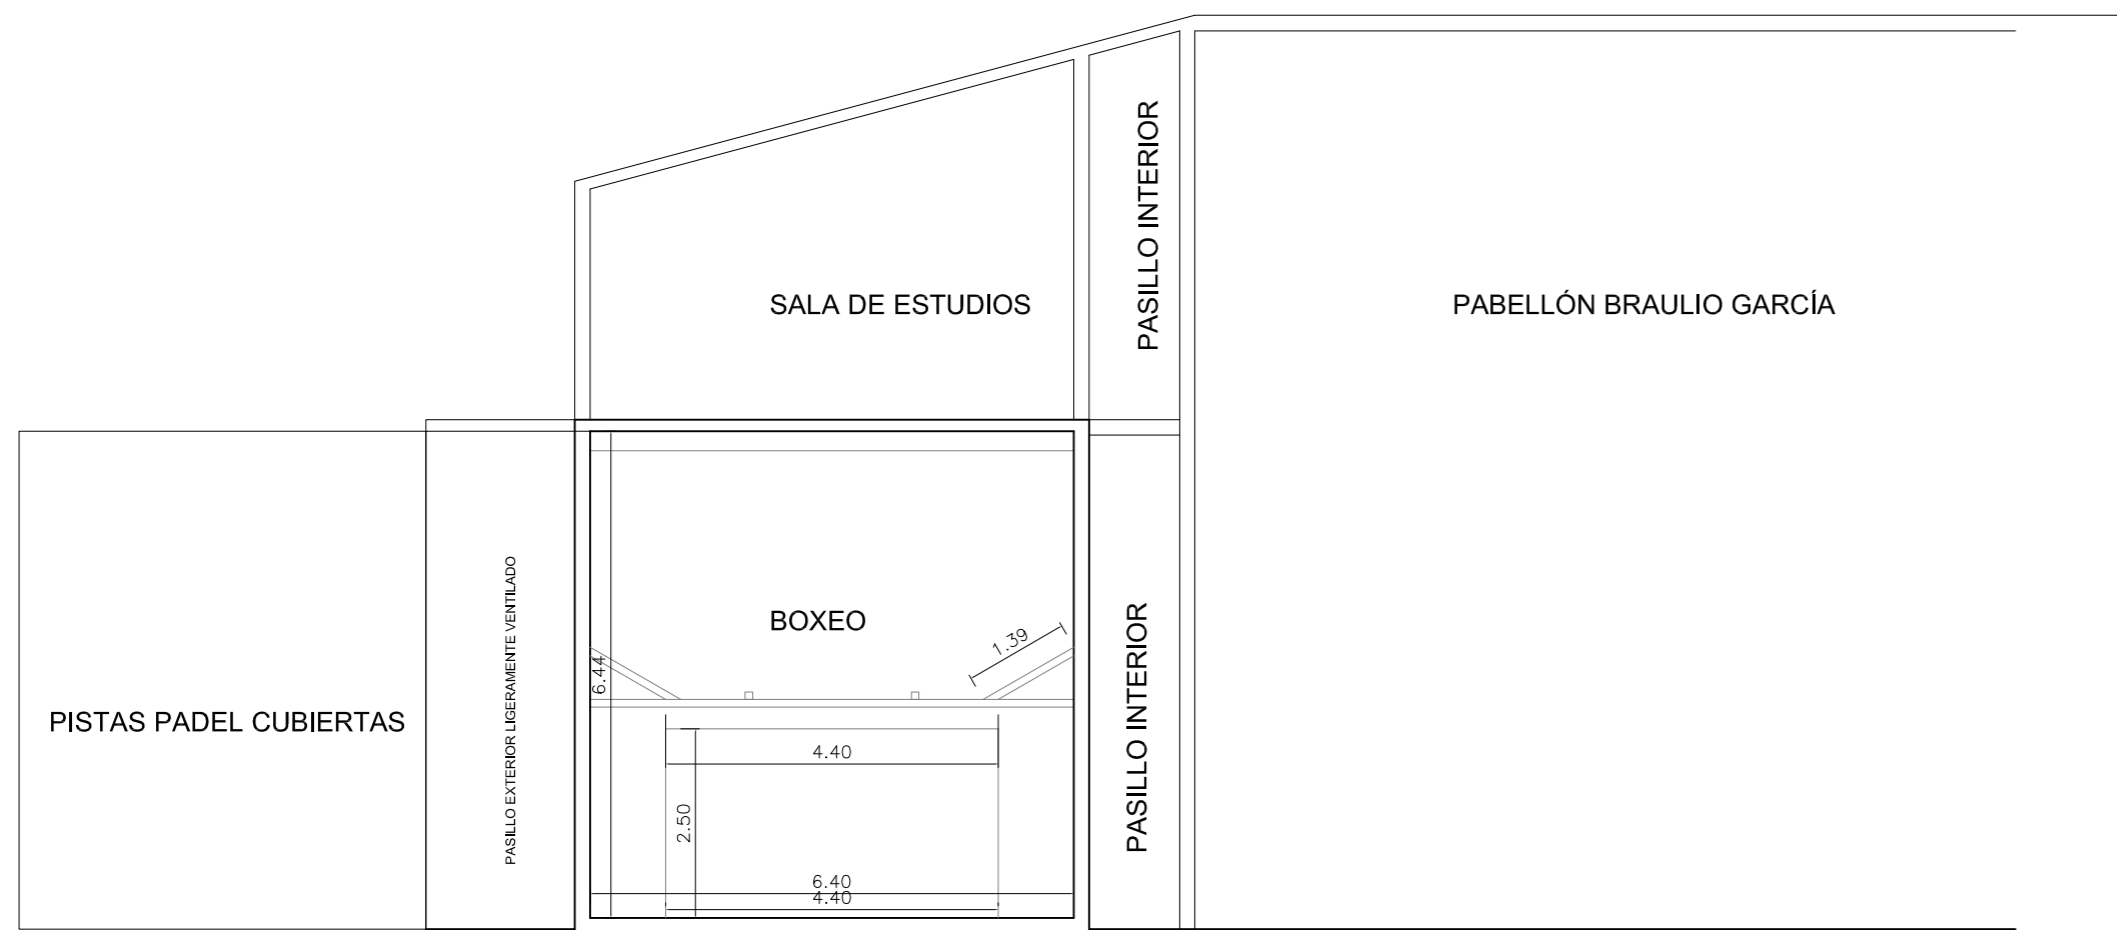 PASILLO INTERIOR
SALA DE ESTUDIOS
PABELLÓN BRAULIO GARCÍA
PASILLO EXTERIOR LIGERAMENTE VENTILADO
BOXEO
1.39
6.44
PASILLO INTERIOR
PISTAS PADEL CUBIERTAS
4.40
2.50
6.40
4.40